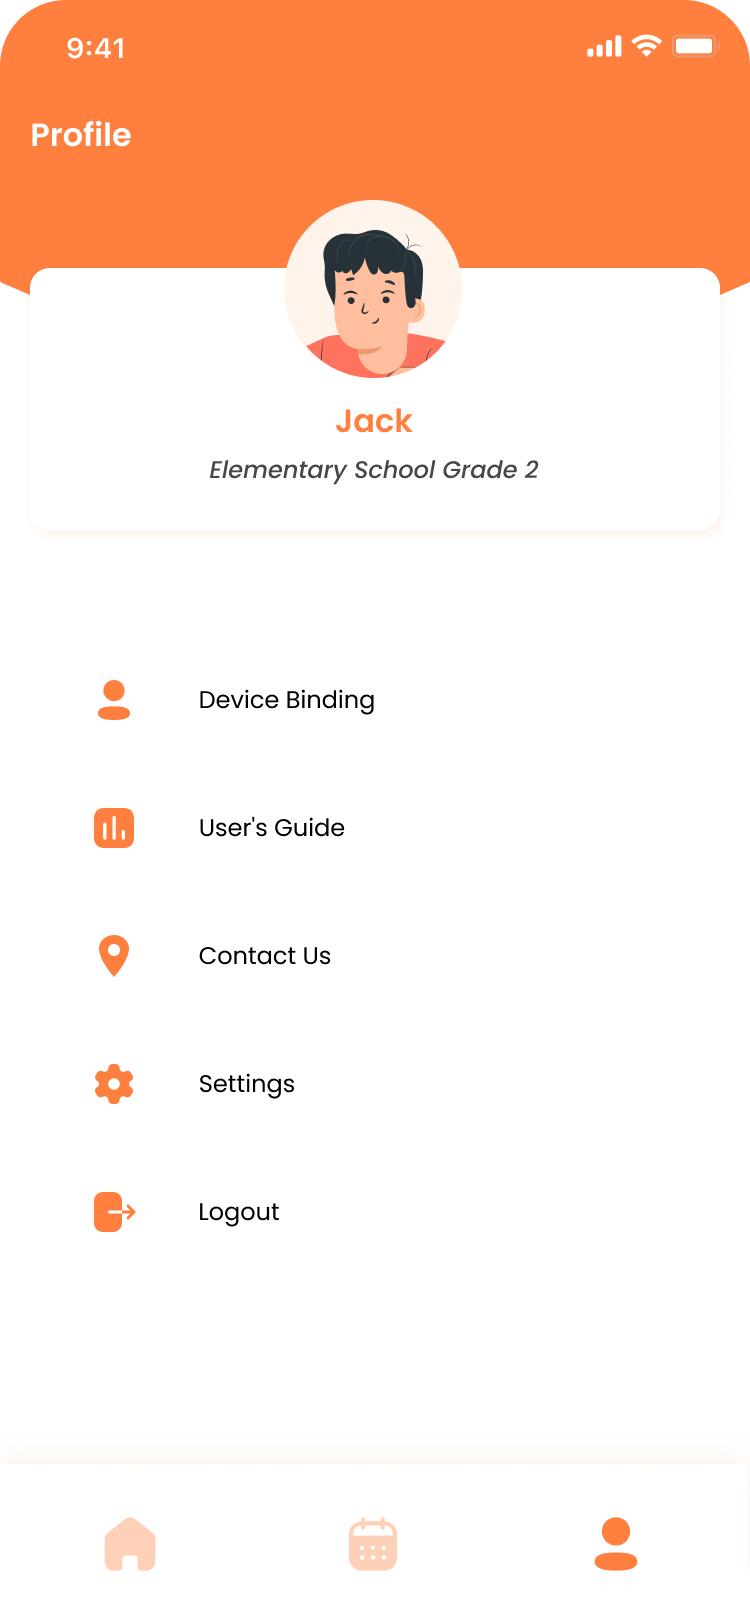 9:41
Profile
Jack
Elementary School Grade 2
Device Binding
User's Guide
Contact Us
Settings
Logout